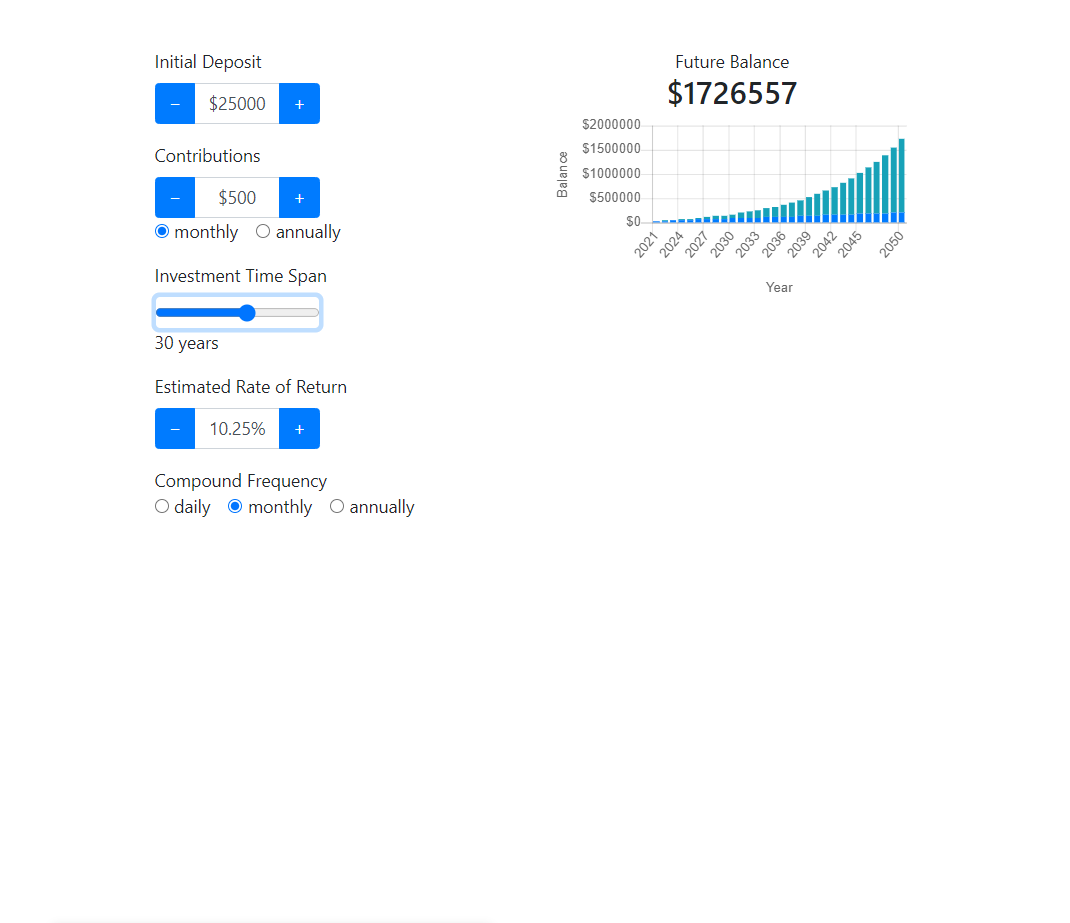 Initial Deposit
− $25000 +
Contributions
− $500 +
monthly annually
Investment Time Span
30 years
Estimated Rate of Return
− 10.25% +
Compound Frequency
daily monthly annually
Future Balance
$1726557
$2000000
$1500000
$1000000
$500000
$0
Balance
2021 2024 2027 2030 2033 2036 2039 2042 2045 2050
Year